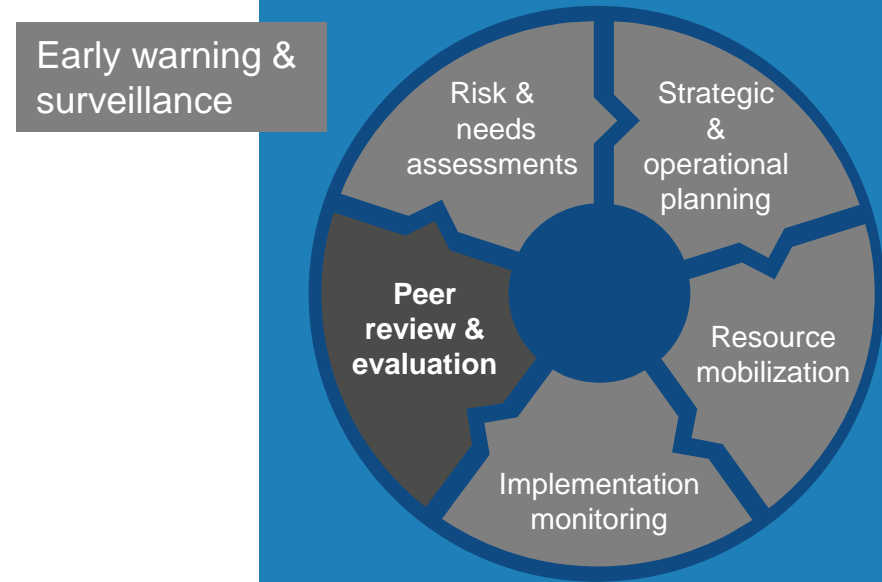 Early warning &
surveillance
Risk &
needs
assessments
Strategic
&
operational
planning
Peer
review &
evaluation
Resource
mobilization
Implementation
monitoring